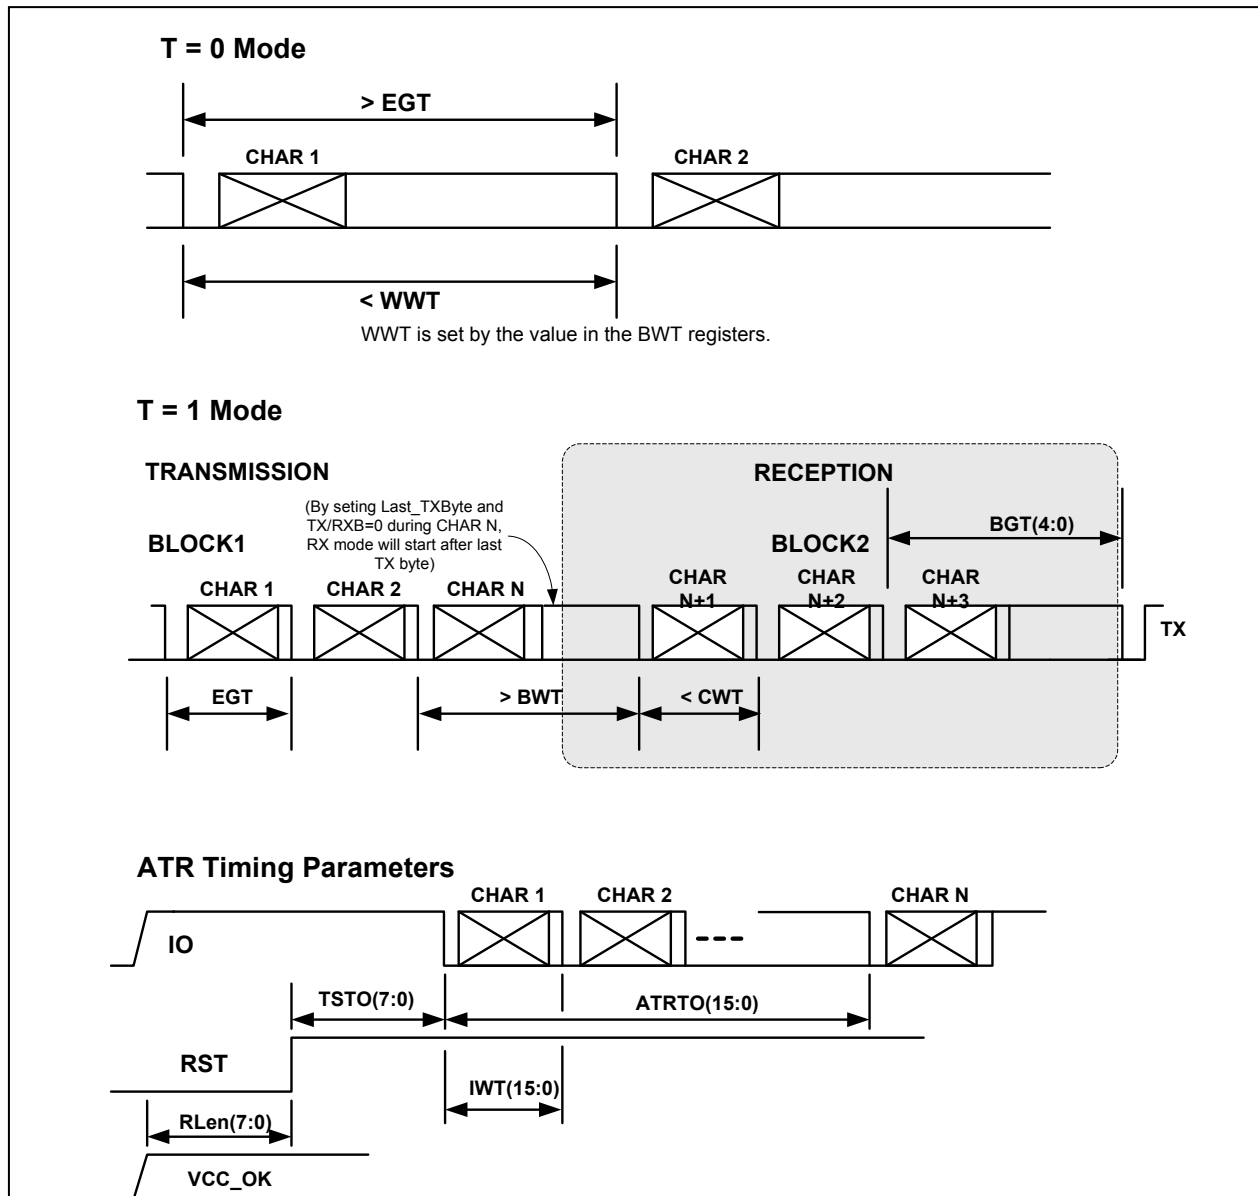 T = 0 Mode
> EGT
CHAR 1
CHAR 2
< WWT
WWT is set by the value in the BWT registers.
T = 1 Mode
TRANSMISSION
RECEPTION
(By seting Last_TXByte and
TX/RXB=0 during CHAR N,
RX mode will start after last
TX byte)
BGT(4:0)
BLOCK1
BLOCK2
CHAR 1
CHAR 2
CHAR N
CHAR
N+1
CHAR
N+2
CHAR
N+3
TX
EGT
> BWT
< CWT
ATR Timing Parameters
CHAR 1
CHAR 2
CHAR N
IO
TSTO(7:0)
ATRTO(15:0)
RST
IWT(15:0)
RLen(7:0)
VCC_OK